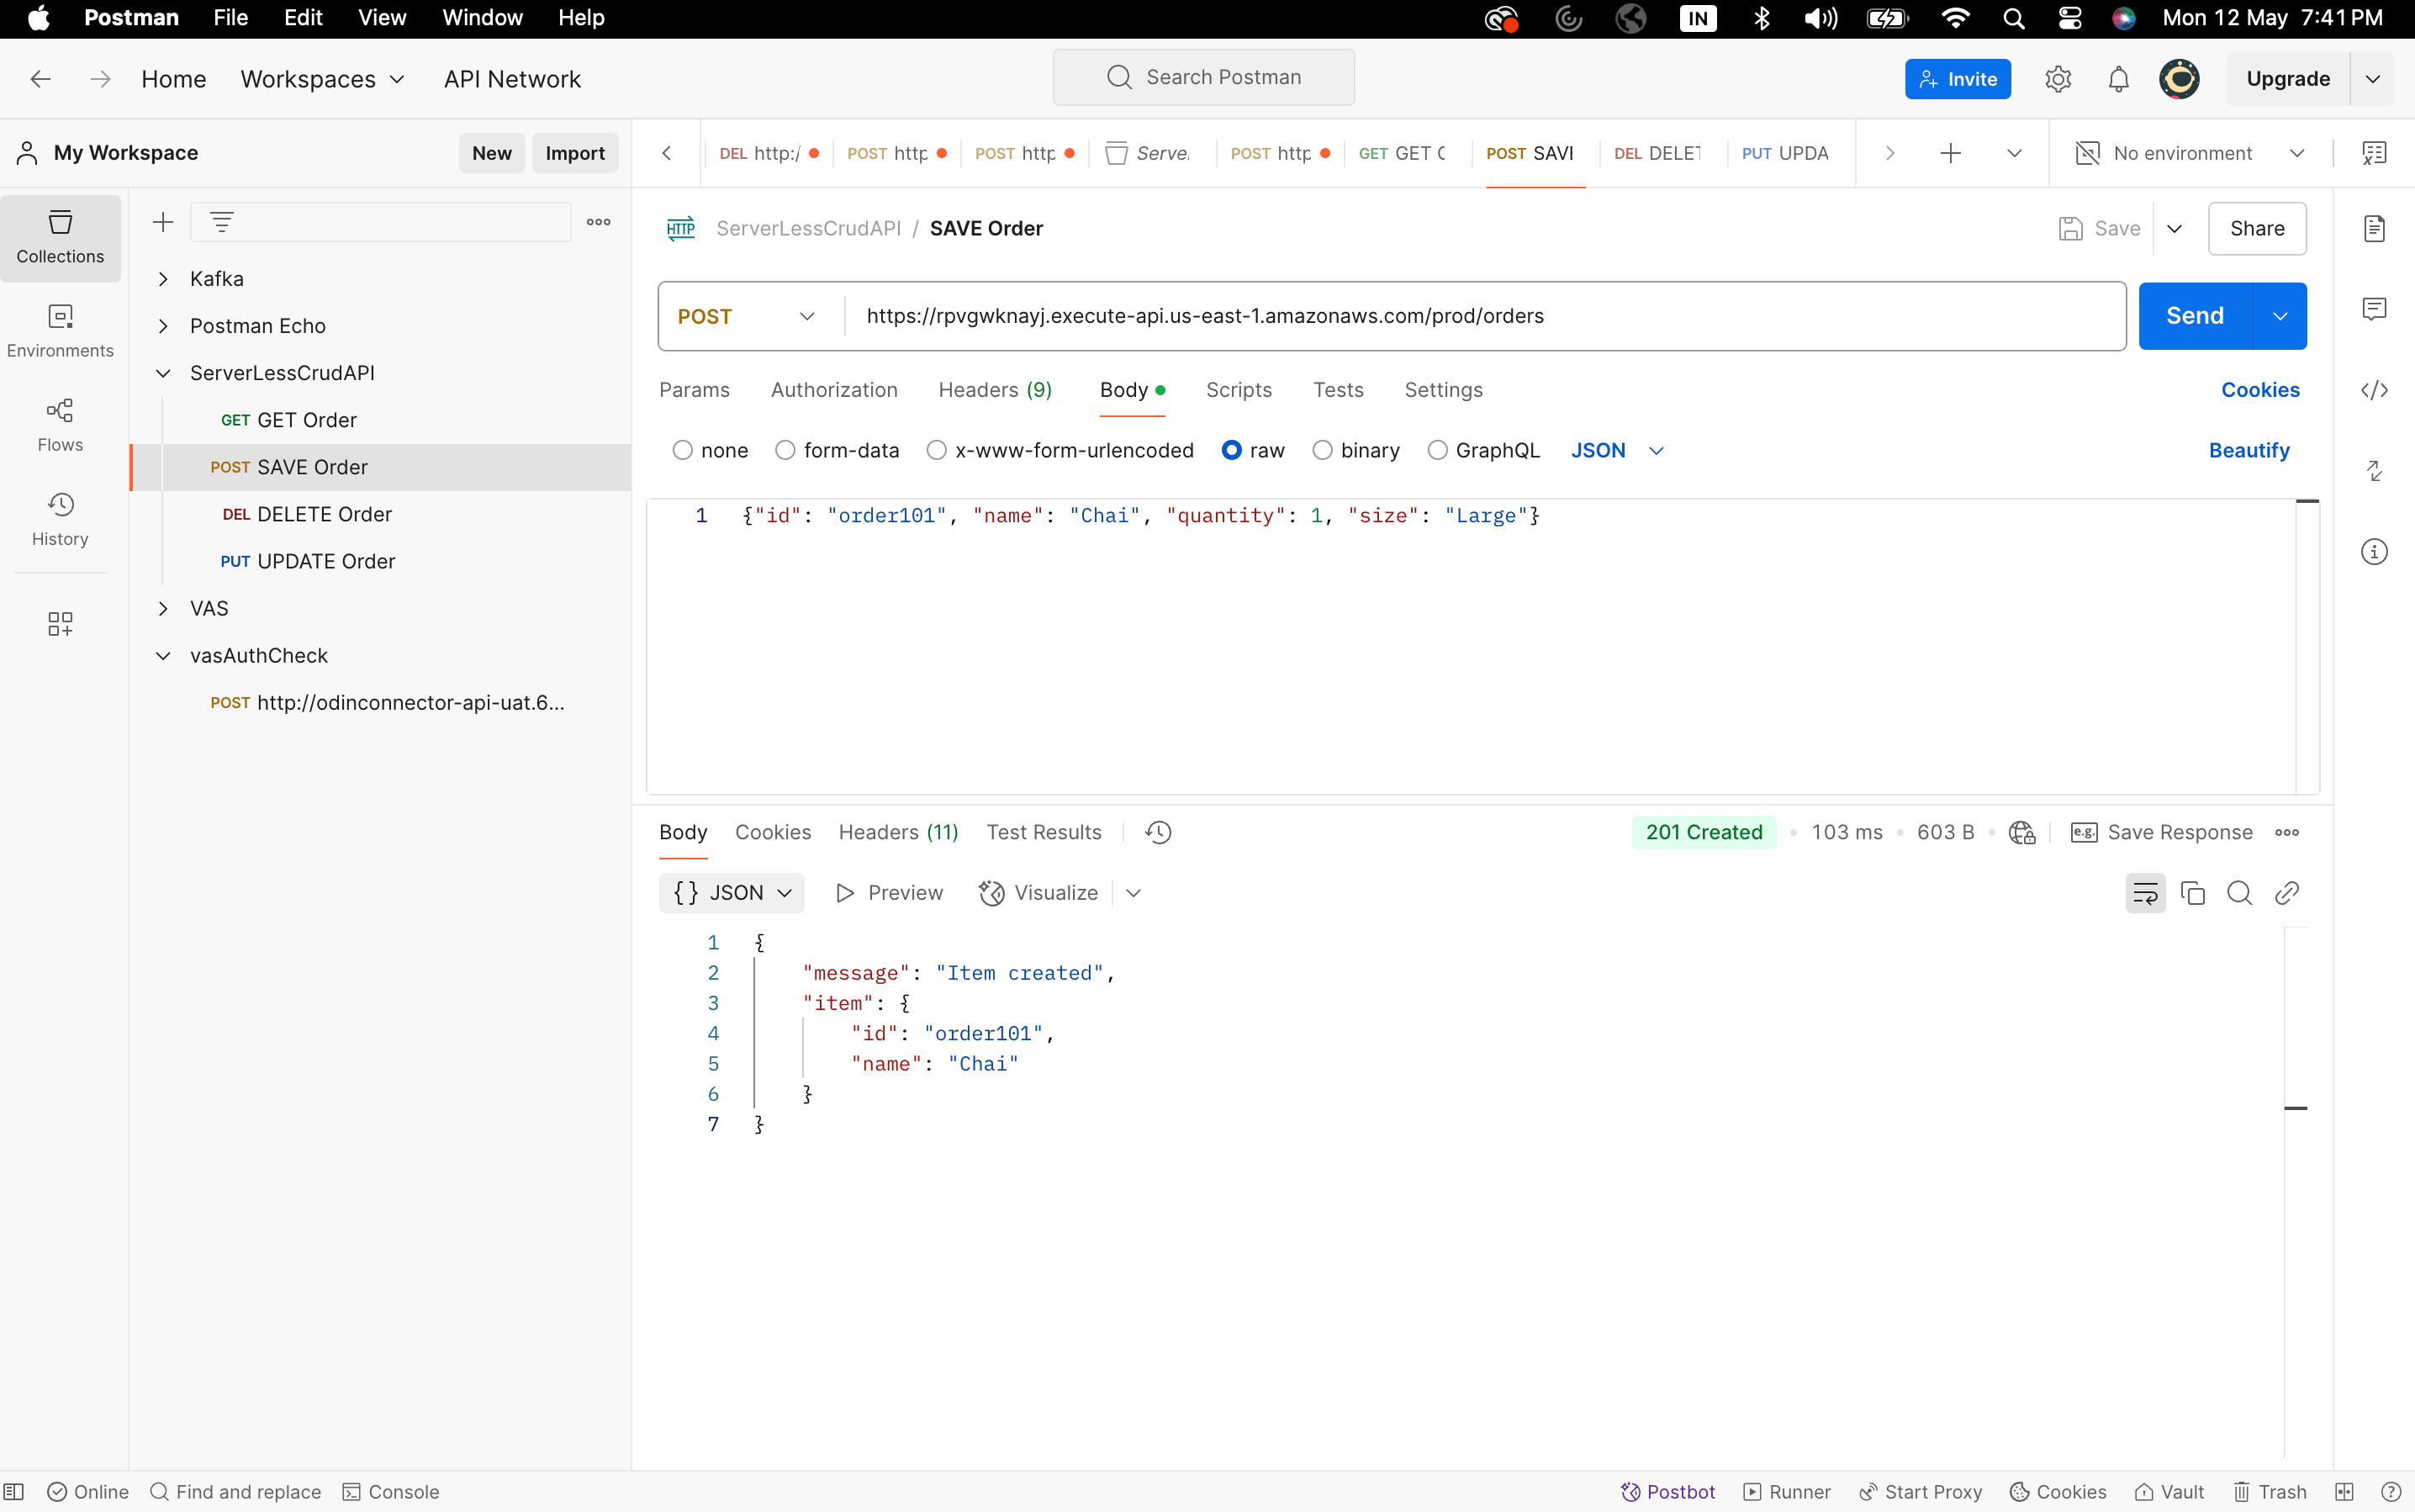 Postman File Edit View Window Help IN Mon 12 May 7:41 PM
Home Workspaces API Network Search Postman Invite Upgrade
My Workspace New Import DEL http:/ POST http POST http Serve. POST http GET GET POST SAVE DEL DELET PUT UPDA No environment
Collections
Environments
Flows
History
Kafka
Postman Echo
ServerLessCrudAPI
GET GET Order
POST SAVE Order
DEL DELETE Order
PUT UPDATE Order
VAS
vasAuthCheck
POST http://odinconnector-api-uat.6...
HTTP ServerLessCrudAPI / SAVE Order Save Share
POST https://rpvgwknayj.execute-api.us-east-1.amazonaws.com/prod/orders Send
Params Authorization Headers (9) Body Scripts Tests Settings Cookies
none form-data x-www-form-urlencoded raw binary GraphQL JSON Beautify
1 {"id": "order101", "name": "Chai", "quantity": 1, "size": "Large"}
Body Cookies Headers (11) Test Results 201 Created 103 ms 603 B e.g. Save Response
{} JSON Preview Visualize
1 {
2 "message": "Item created",
3 "item": {
4 "id": "order101",
5 "name": "Chai"
6 }
7 }
Online Find and replace Console Postbot Runner Start Proxy Cookies Vault Trash